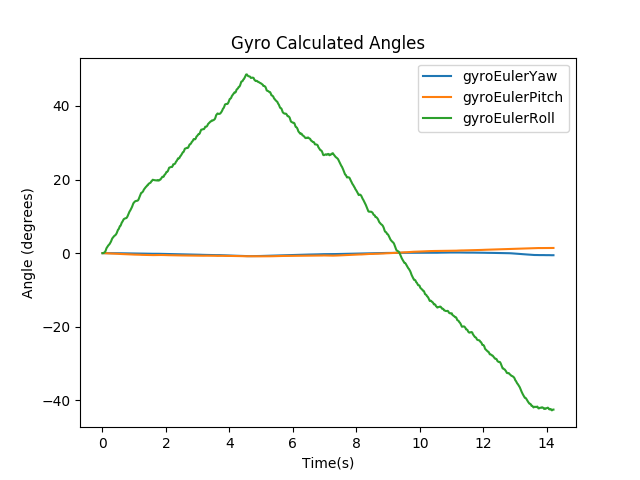 Gyro Calculated Angles
gyroEulerYaw
gyroEulerPitch
gyroEulerRoll
Angle (degrees)
40
20
0
−20
−40
0 2 4 6 8 10 12 14
Time(s)